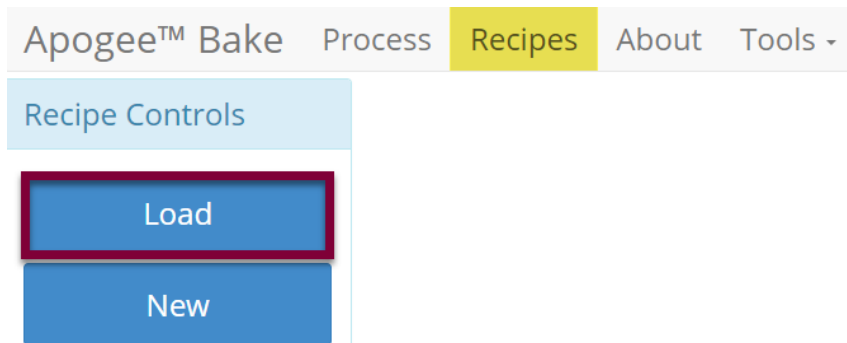 Apogee™ Bake Process Recipes About Tools
Recipe Controls
Load
New